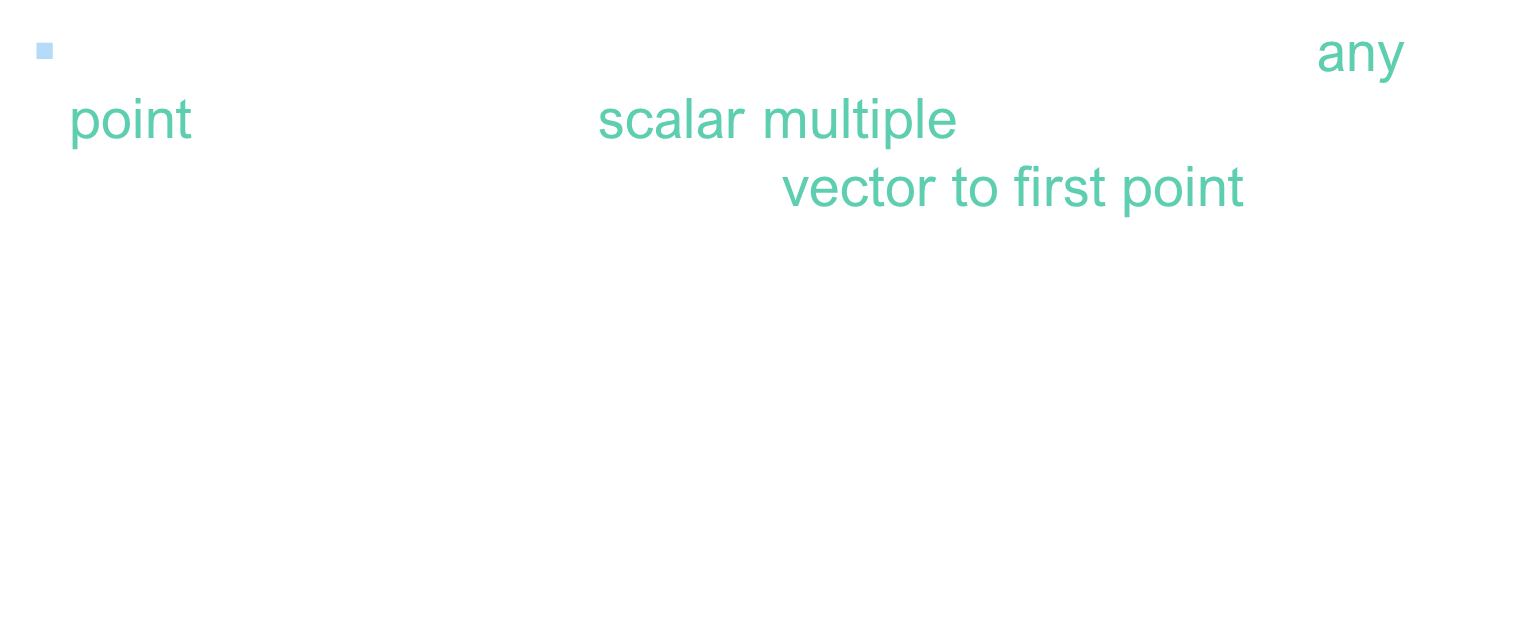 any
point scalar multiple
vector to first point